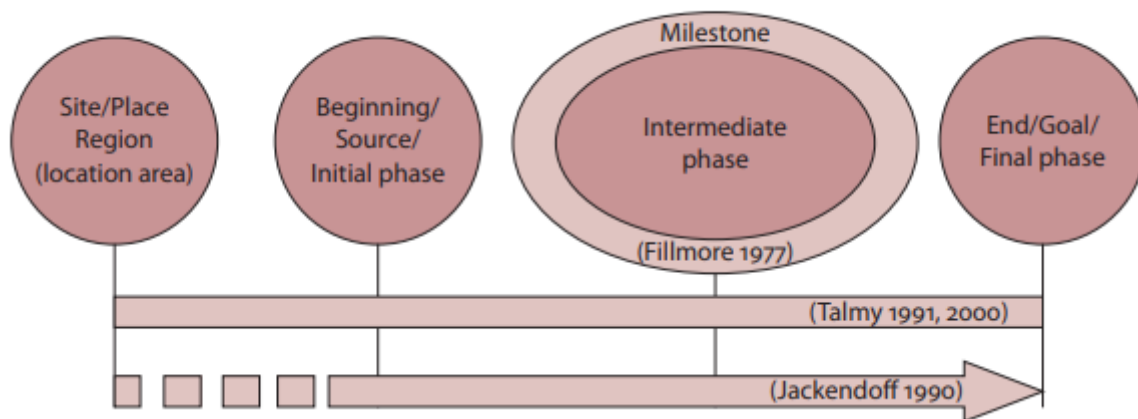 Site/Place
Region
(location area)
Beginning/
Source/
Initial phase
Milestone
Intermediate
phase
(Fillmore 1977)
End/Goal/
Final phase
(Talmy 1991, 2000)
(Jackendoff 1990)